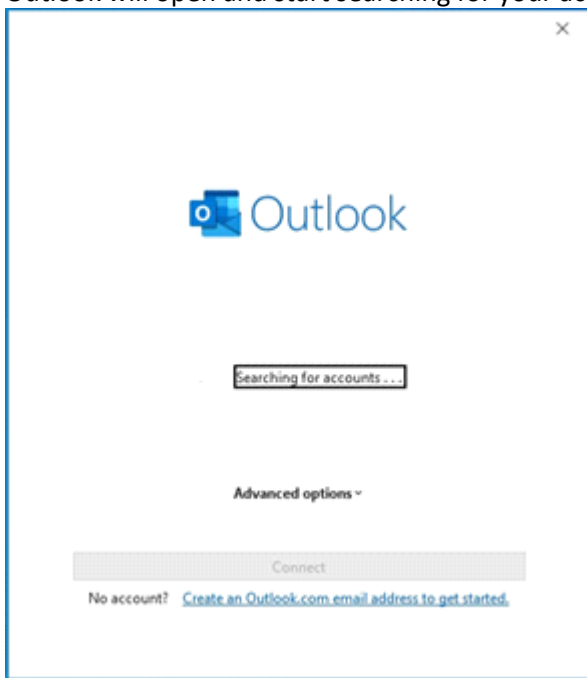 Outlook will open and start searching for your
Outlook
Searching for accounts . . .
Advanced options
Connect
No account? Create an Outlook.com email address to get started.